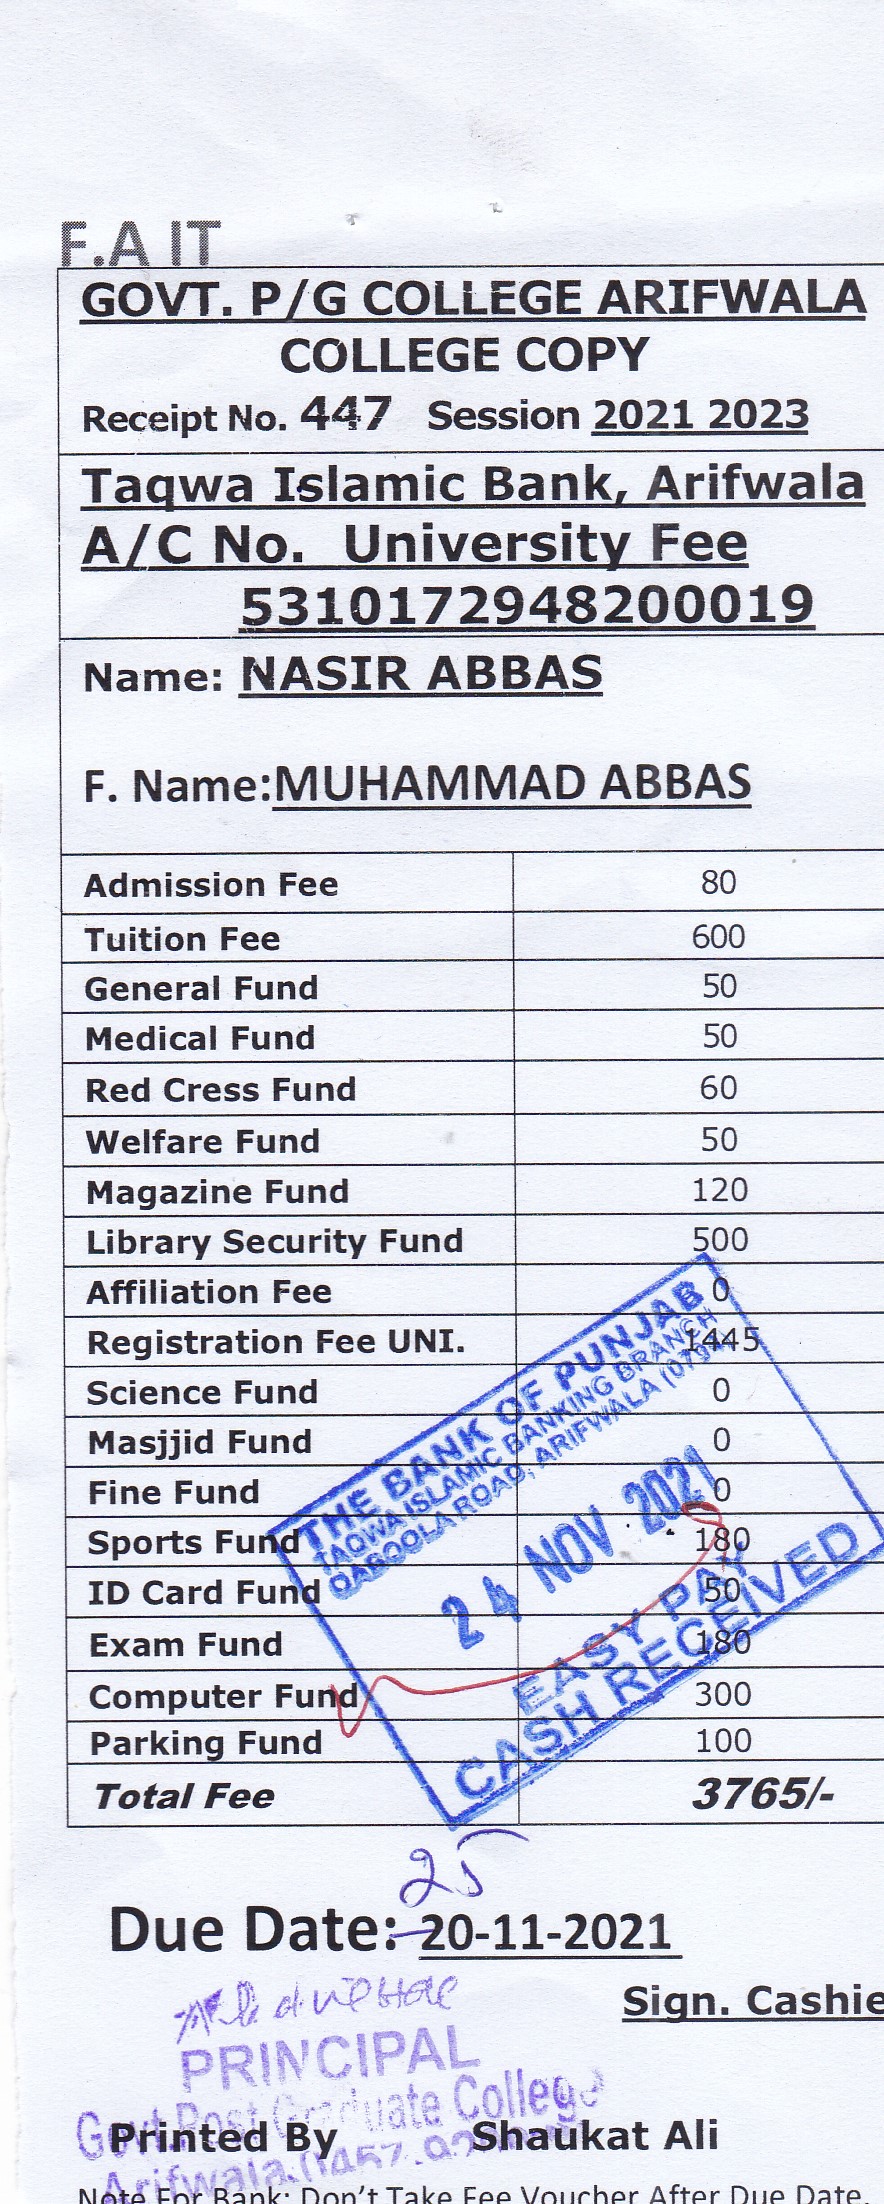 F.A IT
GOVT. P/G COLLEGE ARIFWALA
COLLEGE COPY
Receipt No. 447 Session 2021 2023
Taqwa Islamic Bank, Arifwala
A/C No. University Fee
5310172948200019
Name: NASIR ABBAS
F. Name:MUHAMMAD ABBAS
Admission Fee 80
Tuition Fee 600
General Fund 50
Medical Fund 50
Red Cress Fund 60
Welfare Fund 50
Magazine Fund 120
Library Security Fund 500
Affiliation Fee 0
Registration Fee UNI. 1445
Science Fund 0
Masjjid Fund 0
Fine Fund 0
Sports Fund 180
ID Card Fund 50
Exam Fund 180
Computer Fund 300
Parking Fund 100
Total Fee 3765/-
THE BANK OF PUNJAB
TAQWA ISLAMIC BANKING BRANCH
QABOOLA ROAD, ARIFWALA
24 NOV 2021
EASY PAY
CASH RECEIVED
25
Due Date:-20-11-2021
Sign. Cashie
PRINCIPAL
Govt. Post Graduate College
Arifwala
Printed By Shaukat Ali
Note For Bank: Don't Take Fee Voucher After Due Date.